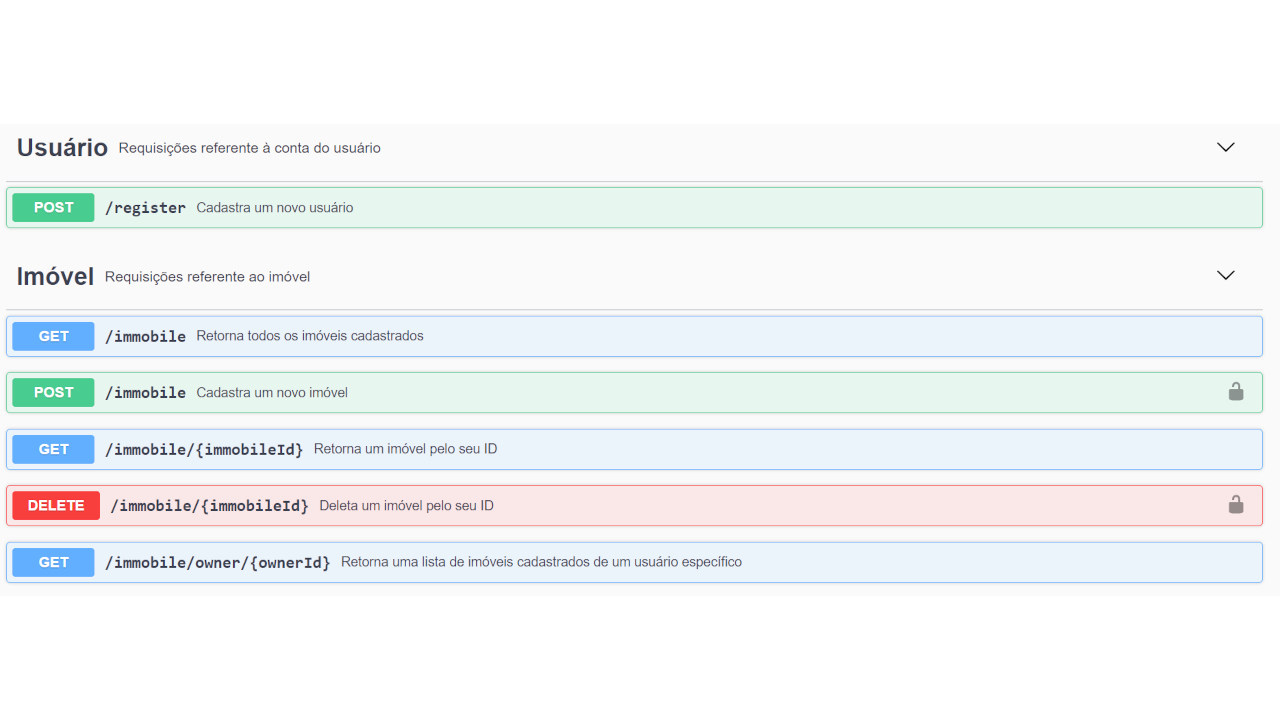 Usuário Requisições referente à conta do usuário
POST /register Cadastra um novo usuário
Imóvel Requisições referente ao imóvel
GET /immobile Retorna todos os imóveis cadastrados
POST /immobile Cadastra um novo imóvel
GET /immobile/{immobileId} Retorna um imóvel pelo seu ID
DELETE /immobile/{immobileId} Deleta um imóvel pelo seu ID
GET /immobile/owner/{ownerId} Retorna uma lista de imóveis cadastrados de um usuário específico